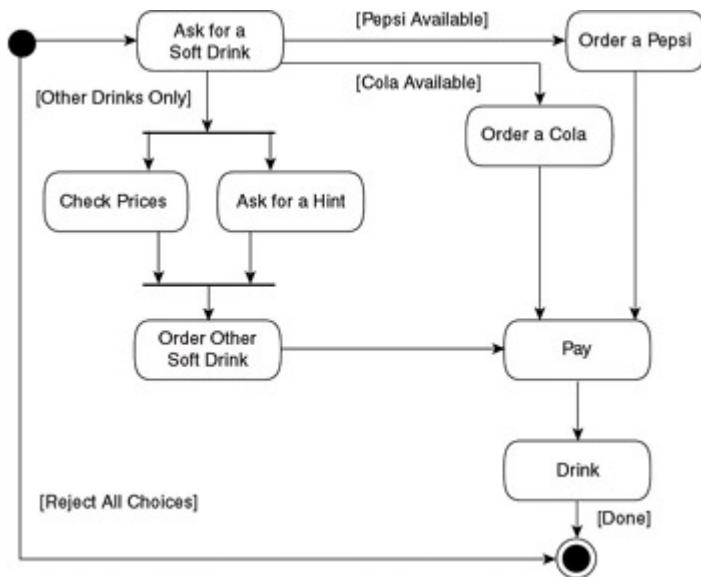 Ask for a
Soft Drink
[Pepsi Available]
Order a Pepsi
[Other Drinks Only]
[Cola Available]
Order a Cola
Check Prices
Ask for a Hint
Order Other
Soft Drink
Pay
Drink
[Reject All Choices]
[Done]